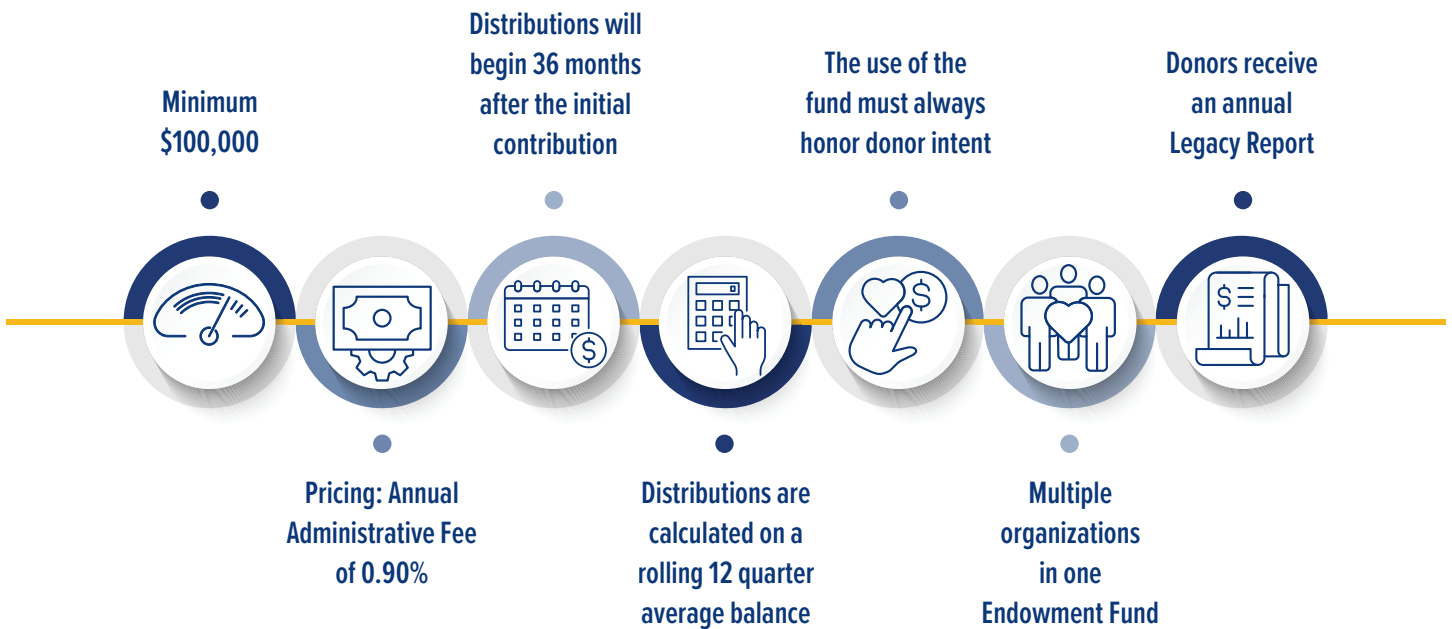 Minimum
$100,000
Pricing: Annual
Administrative Fee
of 0.90%
Distributions will
begin 36 months
after the initial
contribution
Distributions are
calculated on a
rolling 12 quarter
average balance
The use of the
fund must always
honor donor intent
Multiple
organizations
in one
Endowment Fund
Donors receive
an annual
Legacy Report
$
$
$